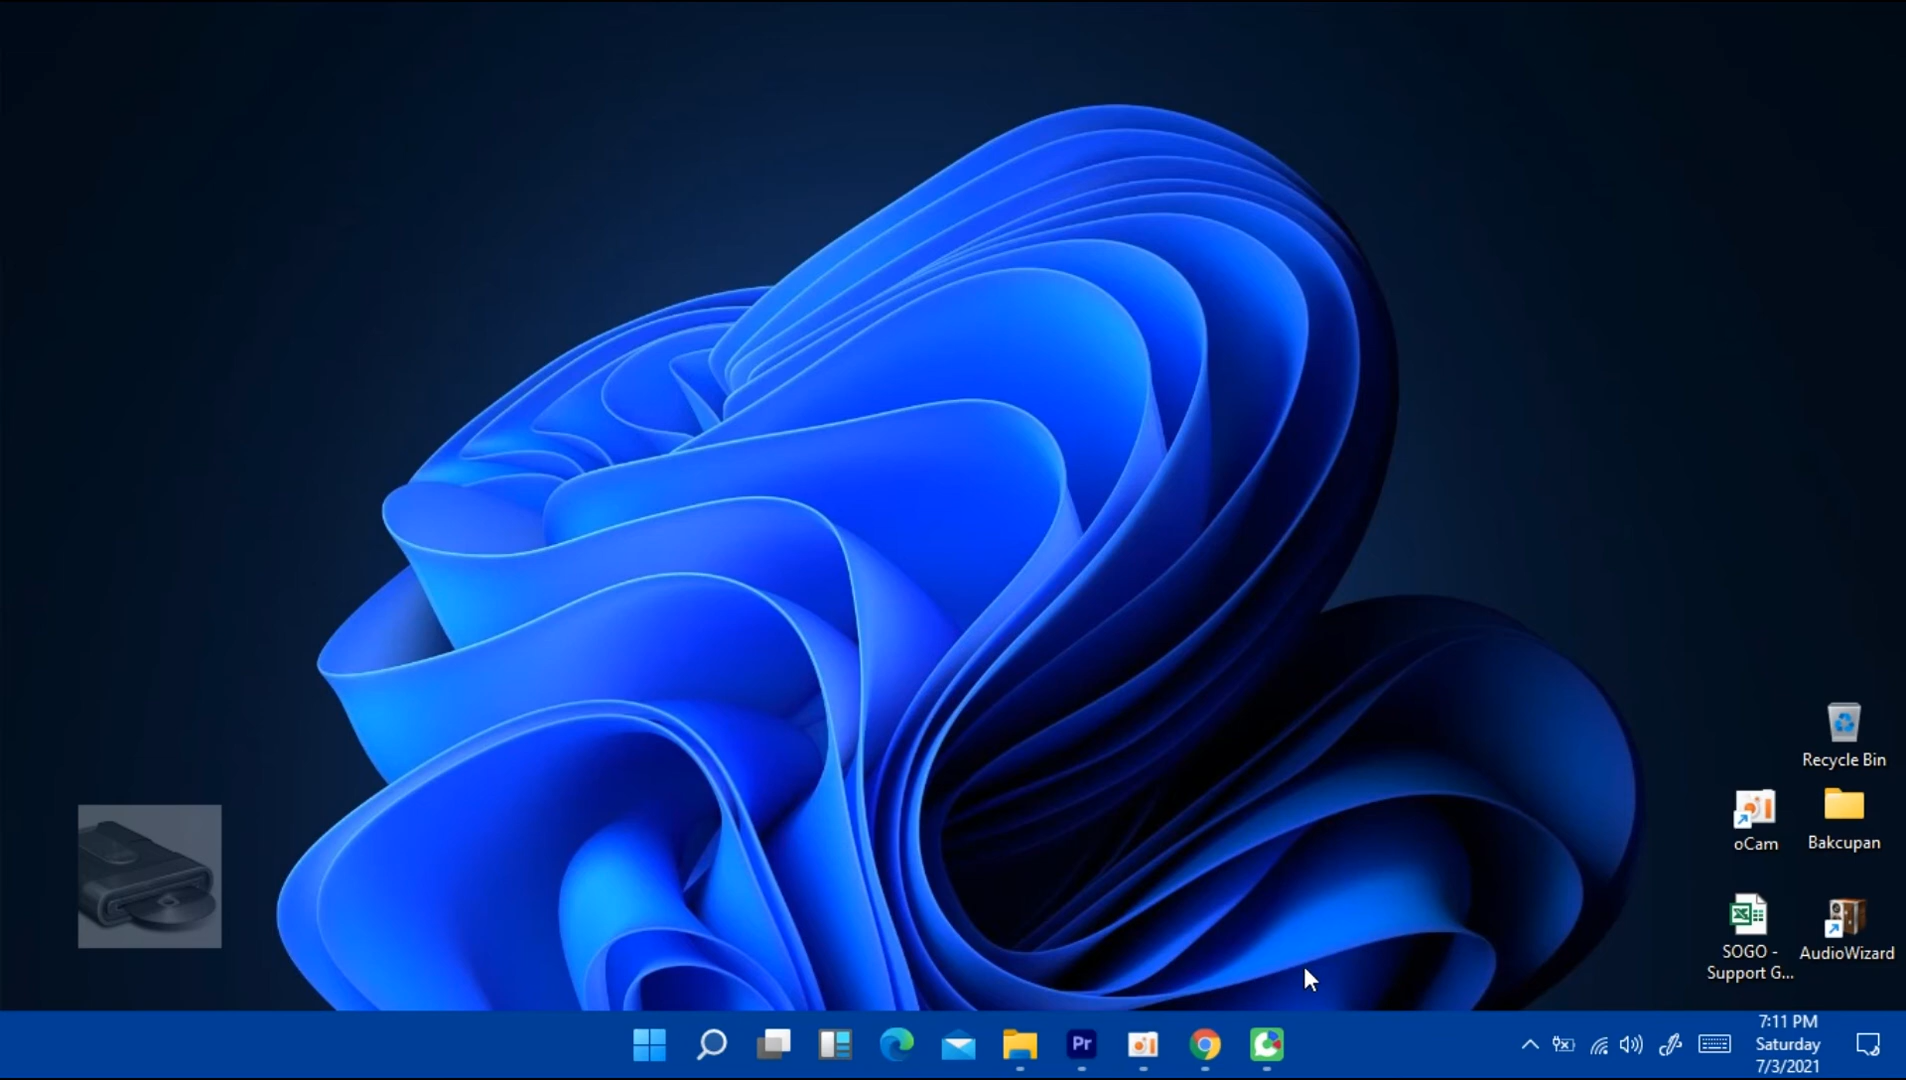 Recycle Bin
oCam
Bakcupan
SOGO -
Support G...
AudioWizard
Pr
7:11 PM
Saturday
7/3/2021